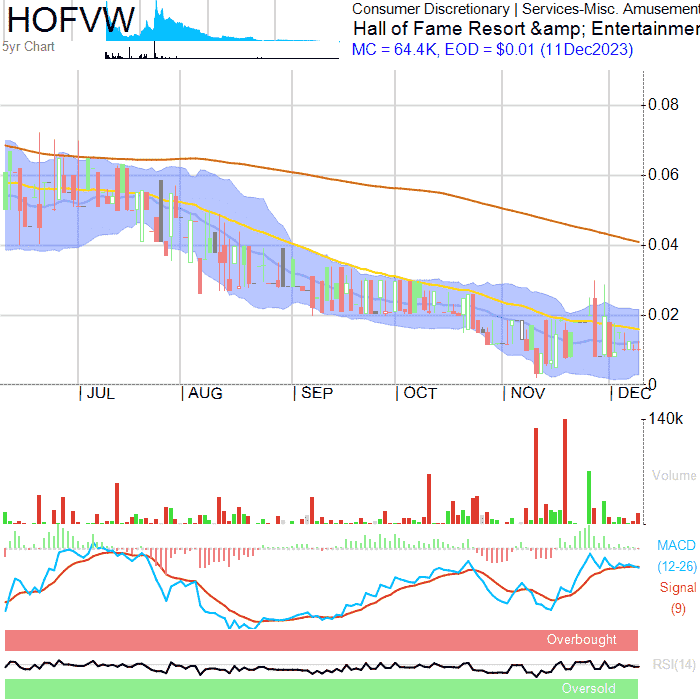 HOFVW
Consumer Discretionary | Services-Misc. Amusement
Hall of Fame Resort &amp; Entertainmen
5yr Chart
MC = 64.4K, EOD = $0.01 (11Dec2023)
0.08
0.06
0.04
0.02
0
JUL
AUG
SEP
OCT
NOV
DEC
140k
Volume
MACD
(12-26)
Signal
(9)
Overbought
RSI(14)
Oversold